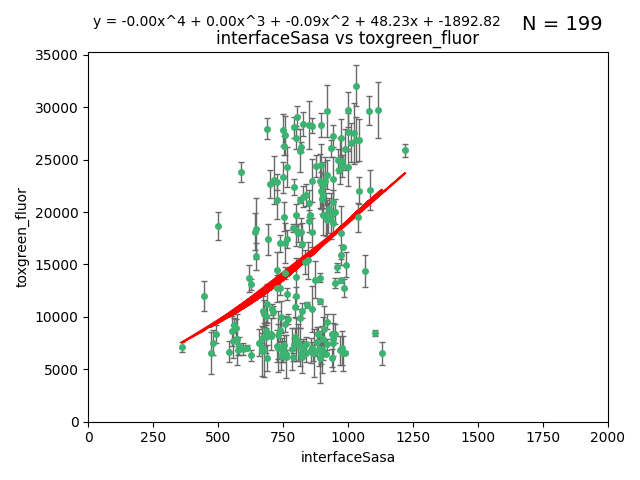 y = -0.00x^4 + 0.00x^3 + -0.09x^2 + 48.23x + -1892.82
N = 199
interfaceSasa vs toxgreen_fluor
35000
30000
25000
20000
15000
10000
5000
0
toxgreen_fluor
0 250 500 750 1000 1250 1500 1750 2000
interfaceSasa